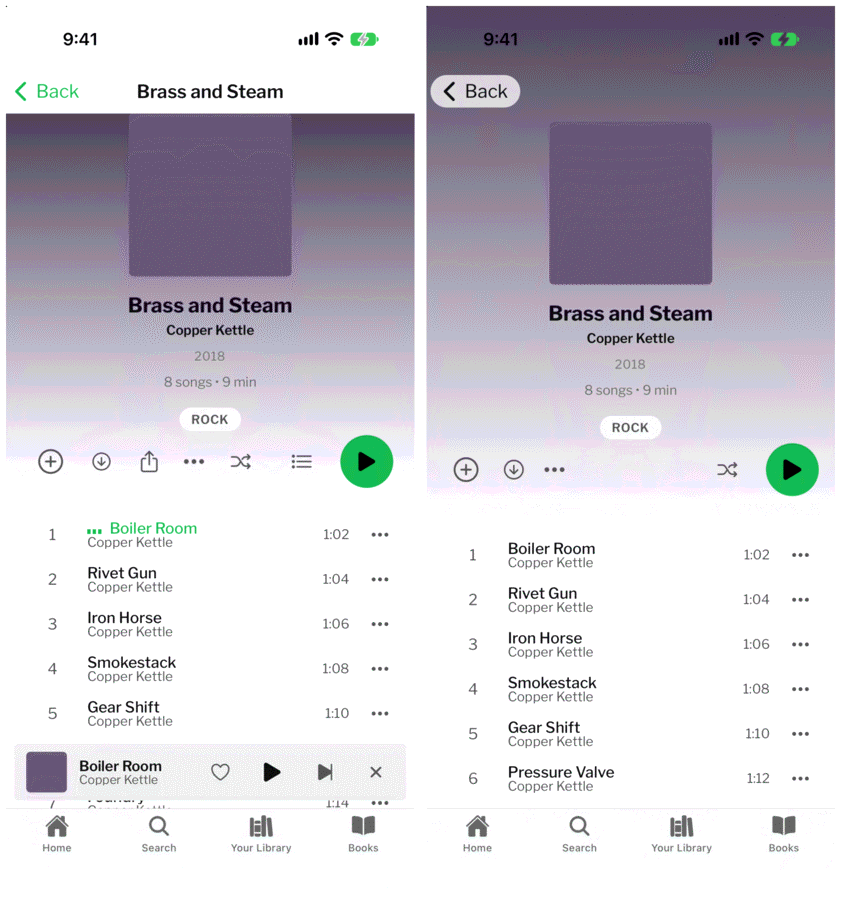 9:41
Back
Brass and Steam
Brass and Steam
Copper Kettle
2018
8 songs • 9 min
ROCK
1 Boiler Room 1:02
Copper Kettle
2 Rivet Gun 1:04
Copper Kettle
3 Iron Horse 1:06
Copper Kettle
4 Smokestack 1:08
Copper Kettle
5 Gear Shift 1:10
Copper Kettle
Boiler Room
Copper Kettle
7 Foundry 1:14
Home Search Your Library Books
9:41
Back
Brass and Steam
Copper Kettle
2018
8 songs • 9 min
ROCK
1 Boiler Room 1:02
Copper Kettle
2 Rivet Gun 1:04
Copper Kettle
3 Iron Horse 1:06
Copper Kettle
4 Smokestack 1:08
Copper Kettle
5 Gear Shift 1:10
Copper Kettle
6 Pressure Valve 1:12
Copper Kettle
Home Search Your Library Books